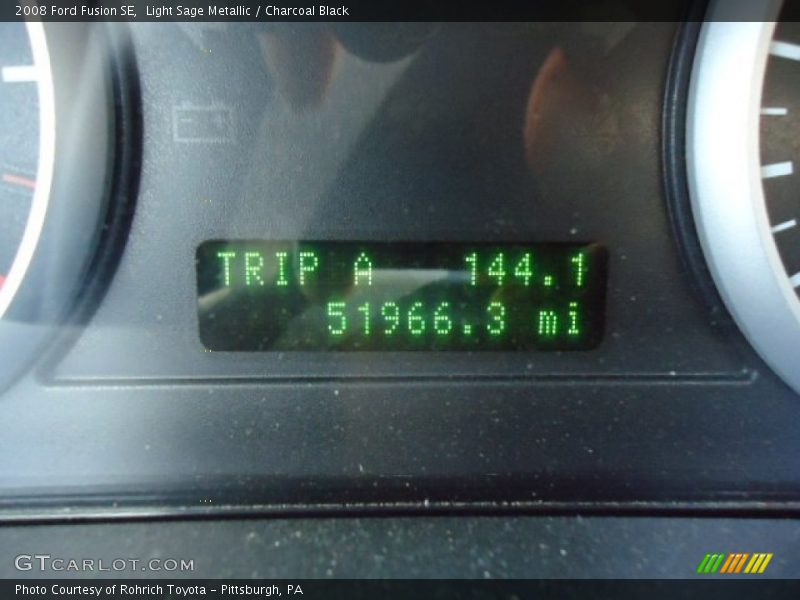 2008 Ford Fusion SE,  Light Sage Metallic / Charcoal Black
TRIP A 144.1
51966.3 mi
GTCARLOT.COM
Photo Courtesy of Rohrich Toyota - Pittsburgh, PA